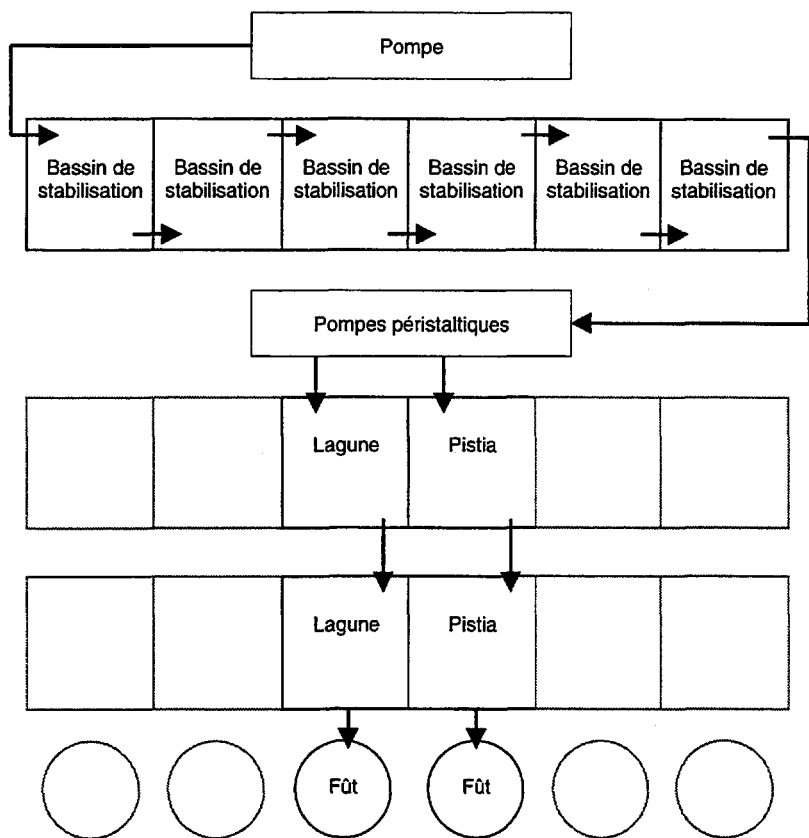 Pompe
Bassin de
stabilisation
Bassin de
stabilisation
Bassin de
stabilisation
Bassin de
stabilisation
Bassin de
stabilisation
Bassin de
stabilisation
Pompes péristaltiques
Lagune
Pistia
Lagune
Pistia
Fût
Fût